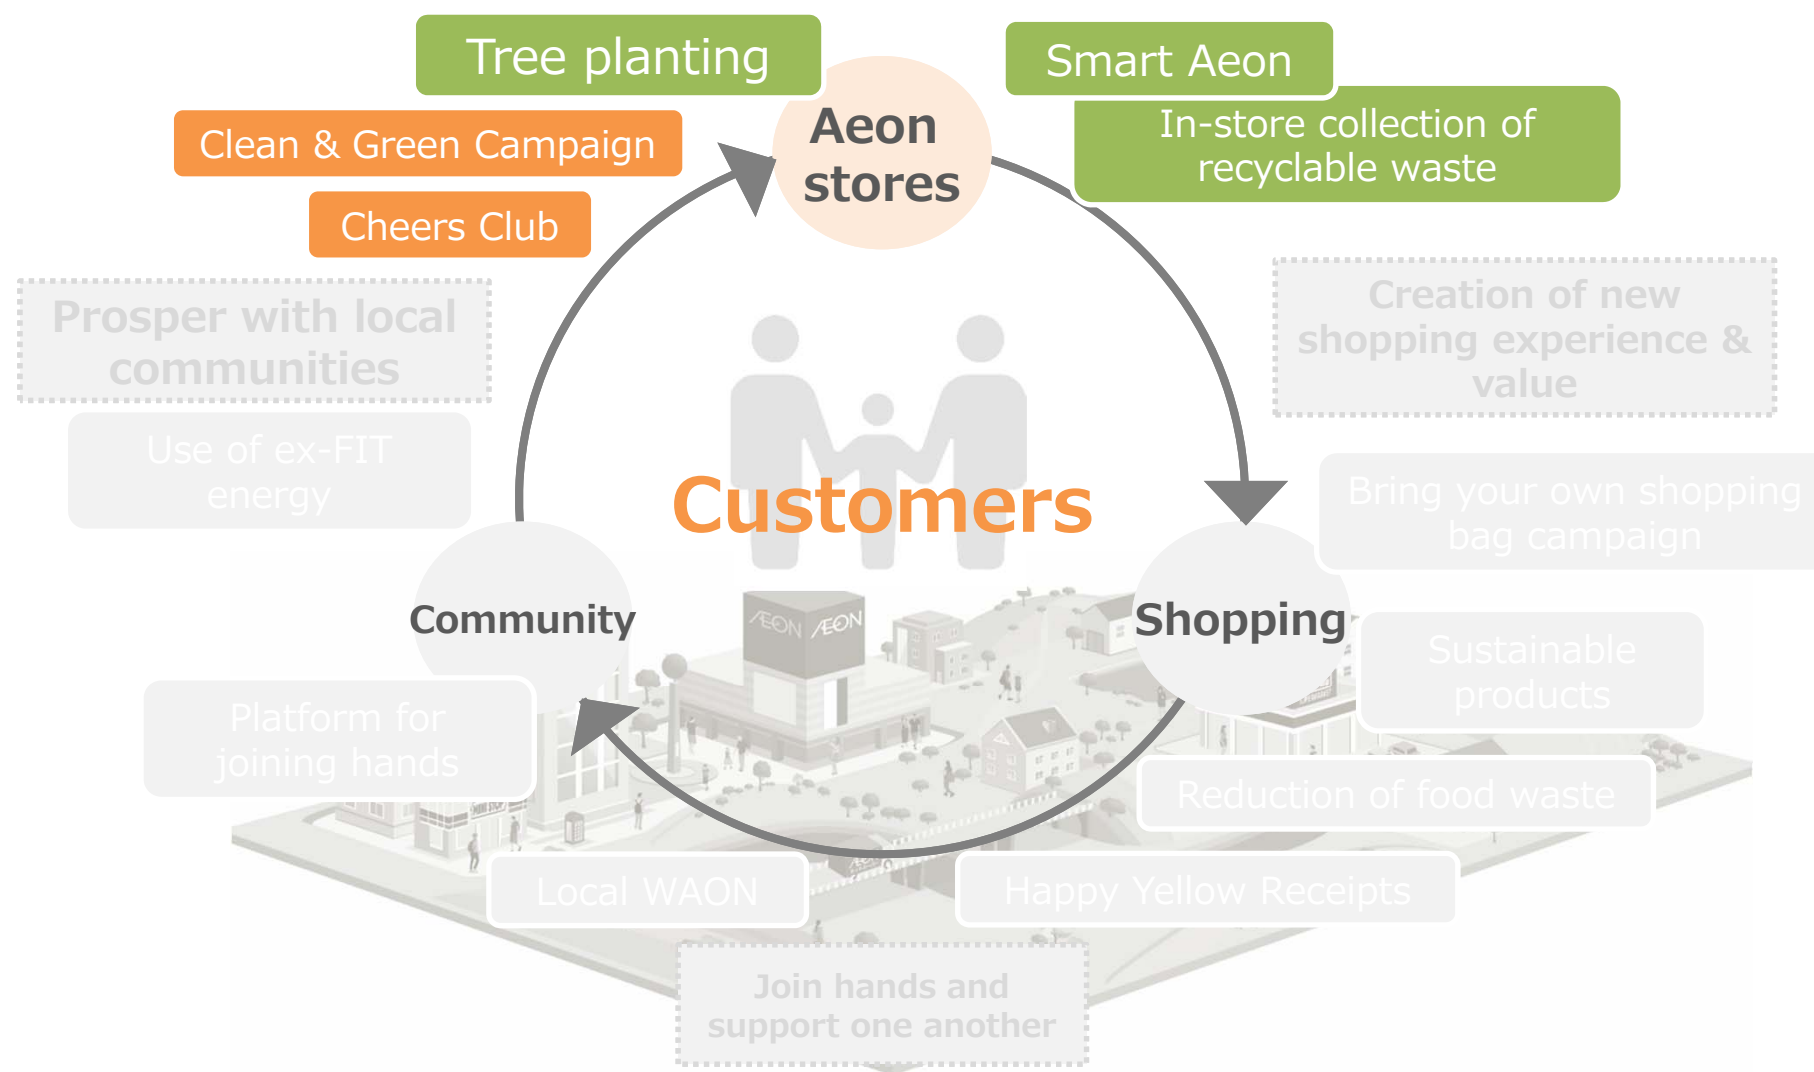 Tree planting
Smart Aeon
Aeon
stores
In-store collection of
recyclable waste
Clean & Green Campaign
Cheers Club
Prosper with local
communities
Creation of new
shopping experience &
value
Use of ex-FIT
energy
Customers
Bring your own shopping
bag campaign
Community
ÆON
ÆON
Shopping
Sustainable
products
Platform for
joining hands
Reduction of food waste
Local WAON
Happy Yellow Receipts
Join hands and
support one another